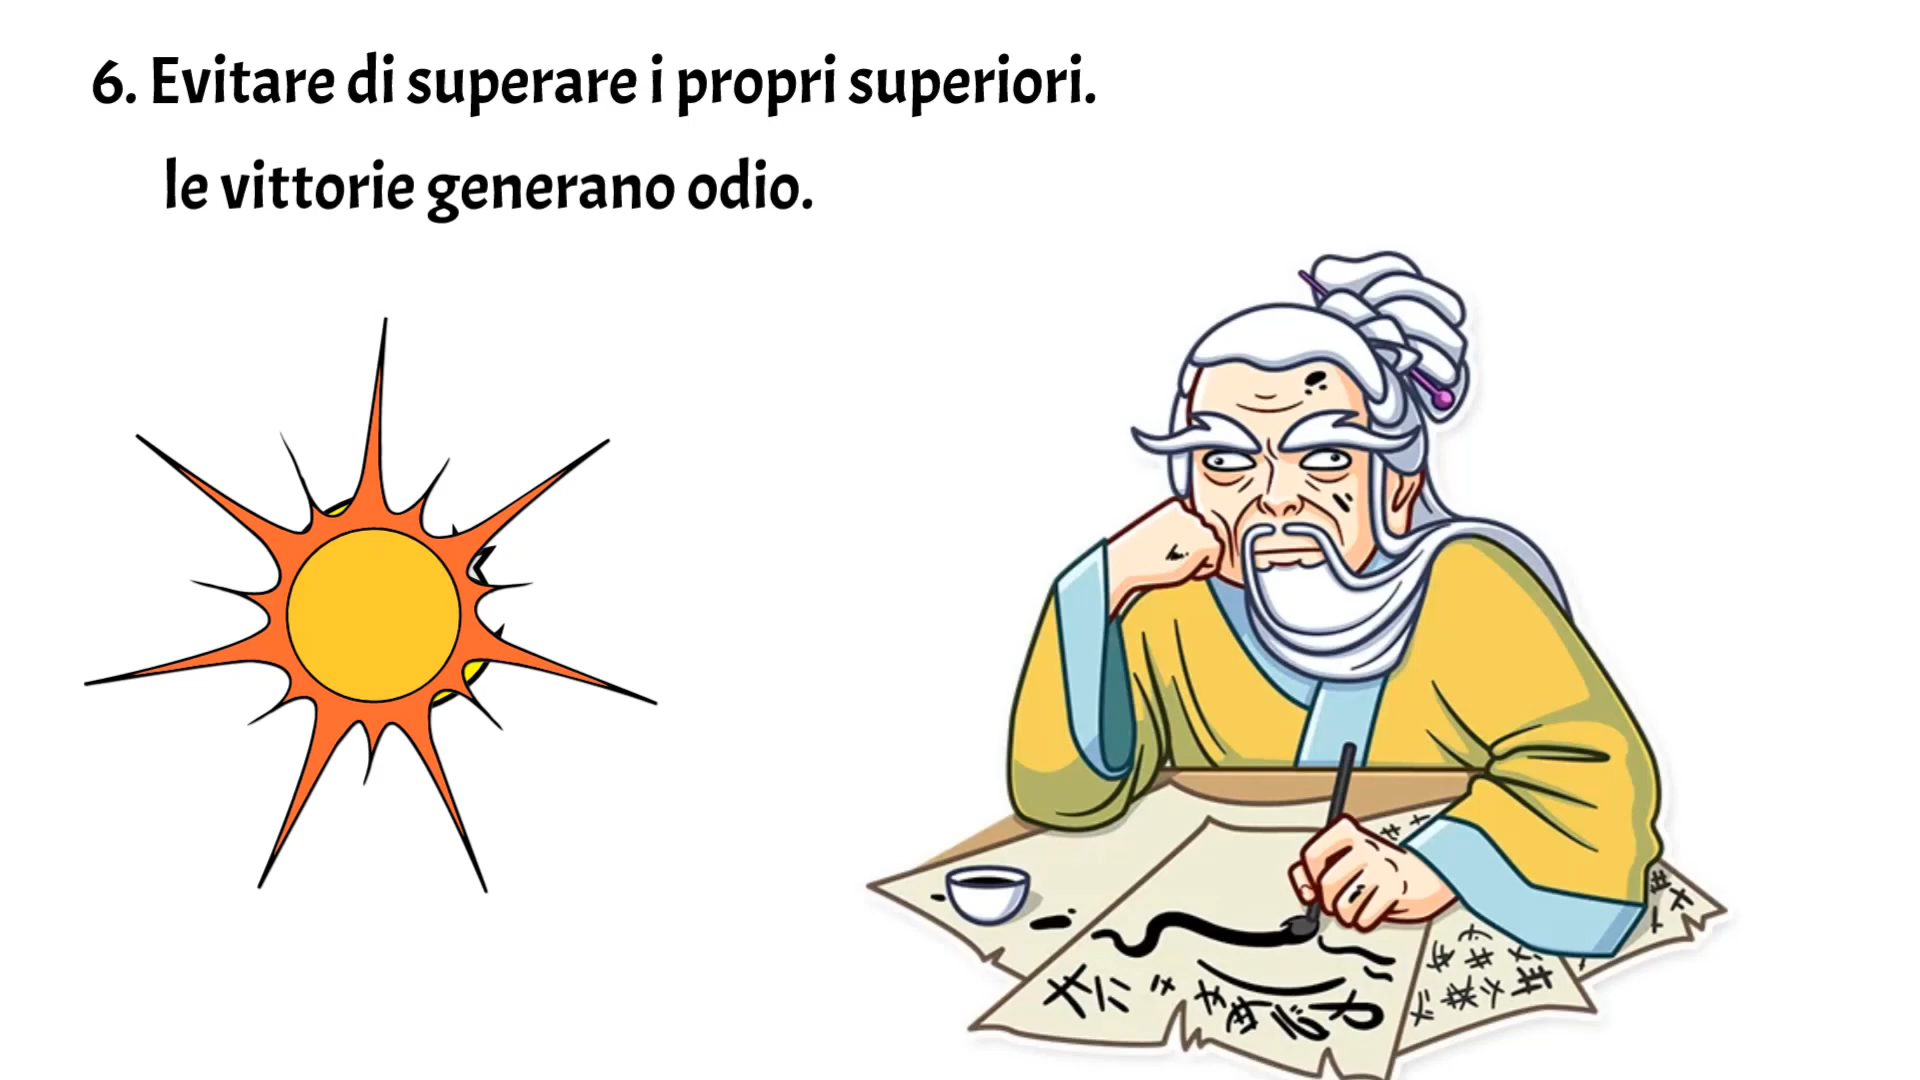 6. Evitare di superare i propri superiori.
le vittorie generano odio.